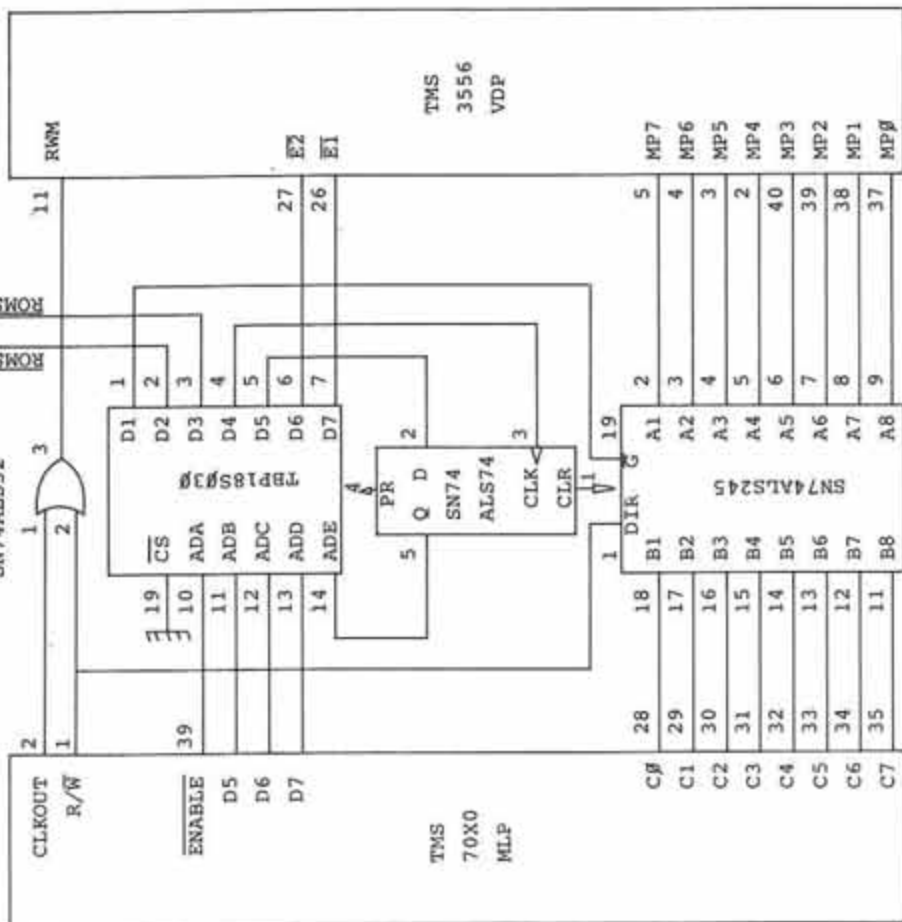 TMS
3556
VDP
RWM
E2
E1
MP7
MP6
MP5
MP4
MP3
MP2
MP1
MPØ
11
27
26
5
4
3
2
40
39
38
37
ROMS
ROMS
1
2
3
4
5
6
7
D1
D2
D3
D4
D5
D6
D7
TBP18SØ3Ø
CS
ADA
ADB
ADC
ADD
ADE
19
10
11
12
13
14
3
1
2
2
3
4
1
5
PR
Q D
SN74
ALS74
CLK
CLR
2
3
4
5
6
7
8
9
19
G
A1
A2
A3
A4
A5
A6
A7
A8
SN74ALS245
DIR
B1
B2
B3
B4
B5
B6
B7
B8
1
18
17
16
15
14
13
12
11
2
1
39
28
29
30
31
32
33
34
35
CLKOUT
R/W
ENABLE
D5
D6
D7
CØ
C1
C2
C3
C4
C5
C6
C7
TMS
70X0
MLP